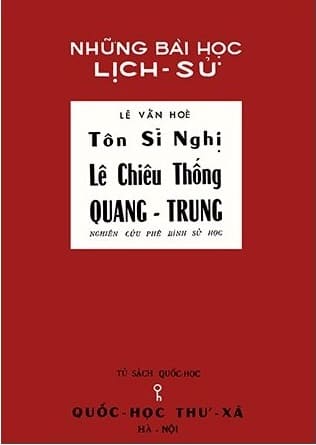 NHỮNG BÀI HỌC
LỊCH - SỬ
LÊ VĂN HOÈ
Tôn Sĩ Nghị
Lê Chiêu Thống
QUANG - TRUNG
NGHIÊN CỨU PHÊ BÌNH SỬ HỌC
TỦ SÁCH QUỐC-HỌC
QUỐC-HỌC THƯ-XÃ
HÀ-NỘI